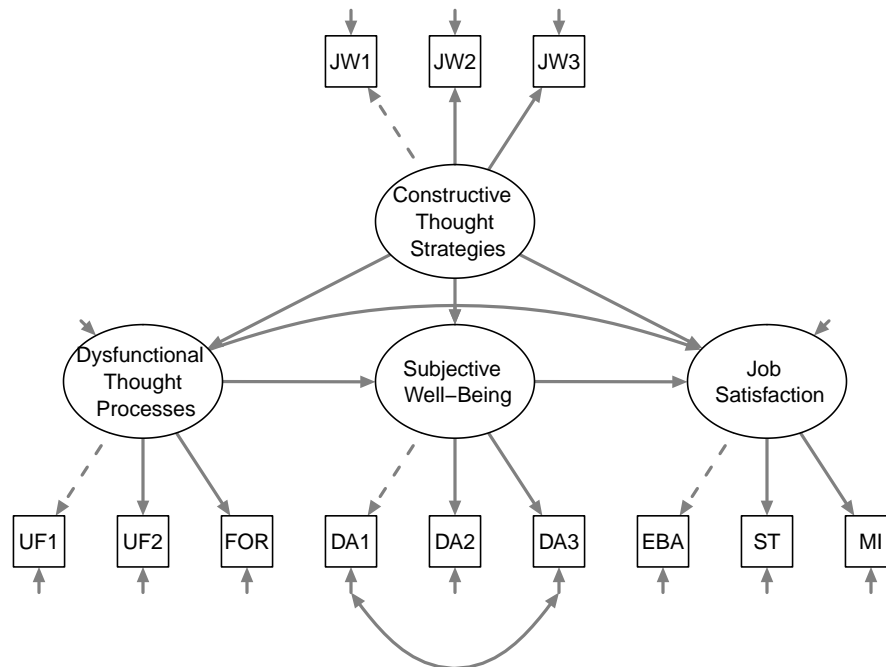 JW1 JW2 JW3
Constructive
Thought
Strategies
Dysfunctional
Thought
Processes
Subjective
Well−Being
Job
Satisfaction
UF1 UF2 FOR DA1 DA2 DA3 EBA ST MI